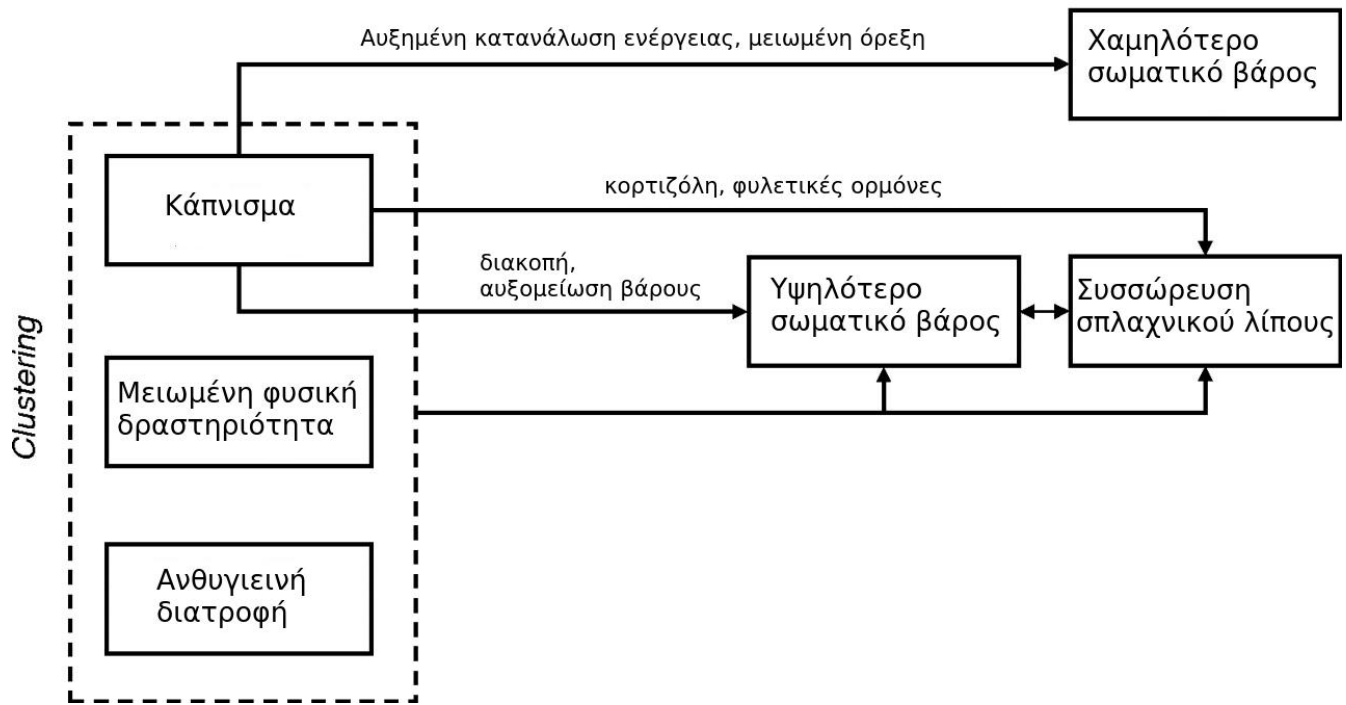 Αυξημένη κατανάλωση ενέργειας, μειωμένη όρεξη
Χαμηλότερο
σωματικό βάρος
Κάπνισμα
κορτιζόλη, φυλετικές ορμόνες
διακοπή,
αυξομείωση βάρους
Υψηλότερο
σωματικό βάρος
Συσσώρευση
σπλαχνικού λίπους
Clustering
Μειωμένη φυσική
δραστηριότητα
Ανθυγιεινή
διατροφή